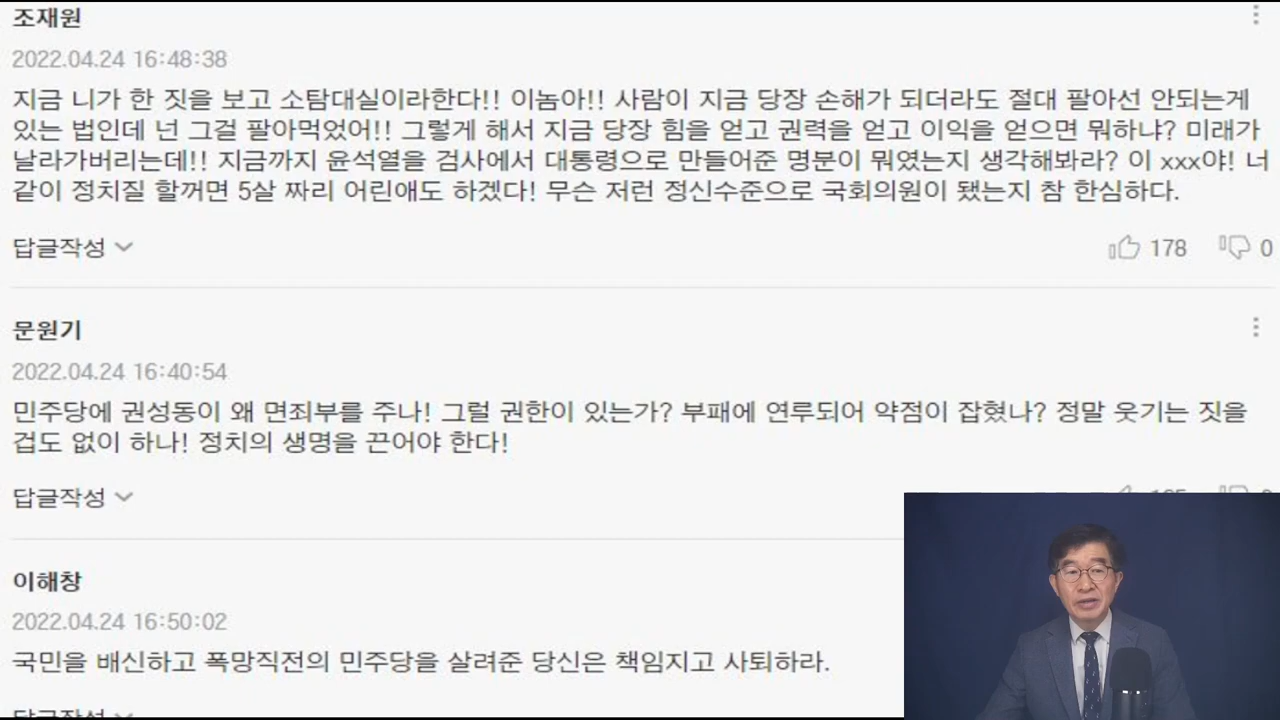 조재원
2022.04.24 16:48:38
지금 니가 한 짓을 보고 소탐대실이라한다!! 이놈아!! 사람이 지금 당장 손해가 되더라도 절대 팔아선 안되는게
있는 법인데 넌 그걸 팔아먹었어!! 그렇게 해서 지금 당장 힘을 얻고 권력을 얻고 이익을 얻으면 뭐하냐? 미래가
날라가버리는데!! 지금까지 윤석열을 검사에서 대통령으로 만들어준 명분이 뭐였는지 생각해봐라? 이 xxx야! 너
같이 정치질 할꺼면 5살 짜리 어린애도 하겠다! 무슨 저런 정신수준으로 국회의원이 됐는지 참 한심하다.
답글작성
178 0
문원기
2022.04.24 16:40:54
민주당에 권성동이 왜 면죄부를 주나! 그럴 권한이 있는가? 부패에 연루되어 약점이 잡혔나? 정말 웃기는 짓을
겁도 없이 하나! 정치의 생명을 끈어야 한다!
답글작성
이해창
2022.04.24 16:50:02
국민을 배신하고 폭망직전의 민주당을 살려준 당신은 책임지고 사퇴하라.
답글작성